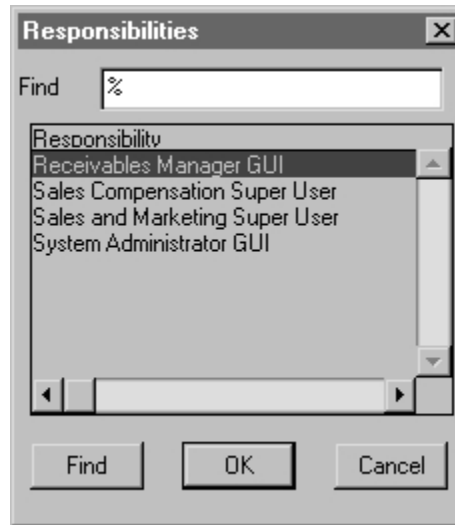 Responsibilities
Find %
Responsibility
Receivables Manager GUI
Sales Compensation Super User
Sales and Marketing Super User
System Administrator GUI
Find OK Cancel